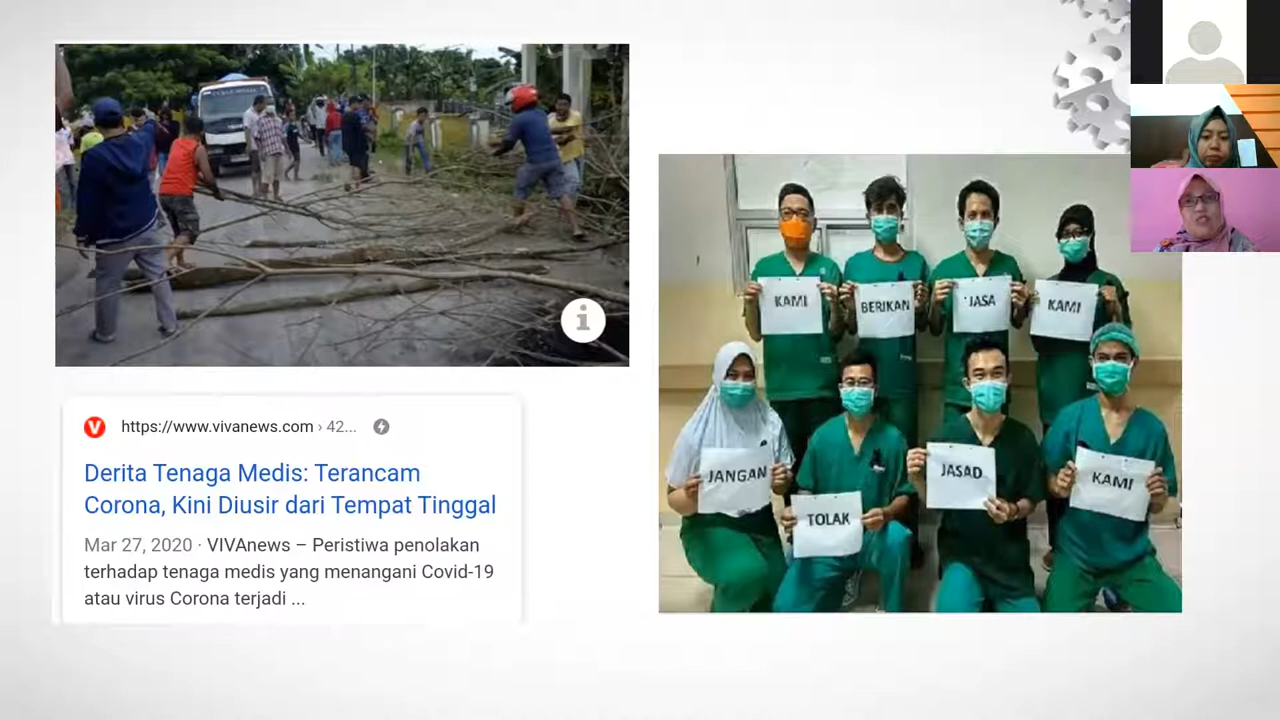 https://www.vivanews.com › 42...
Derita Tenaga Medis: Terancam
Corona, Kini Diusir dari Tempat Tinggal
Mar 27, 2020 · VIVAnews – Peristiwa penolakan
terhadap tenaga medis yang menangani Covid-19
atau virus Corona terjadi ...
KAMI BERIKAN JASA KAMI
JANGAN TOLAK JASAD KAMI